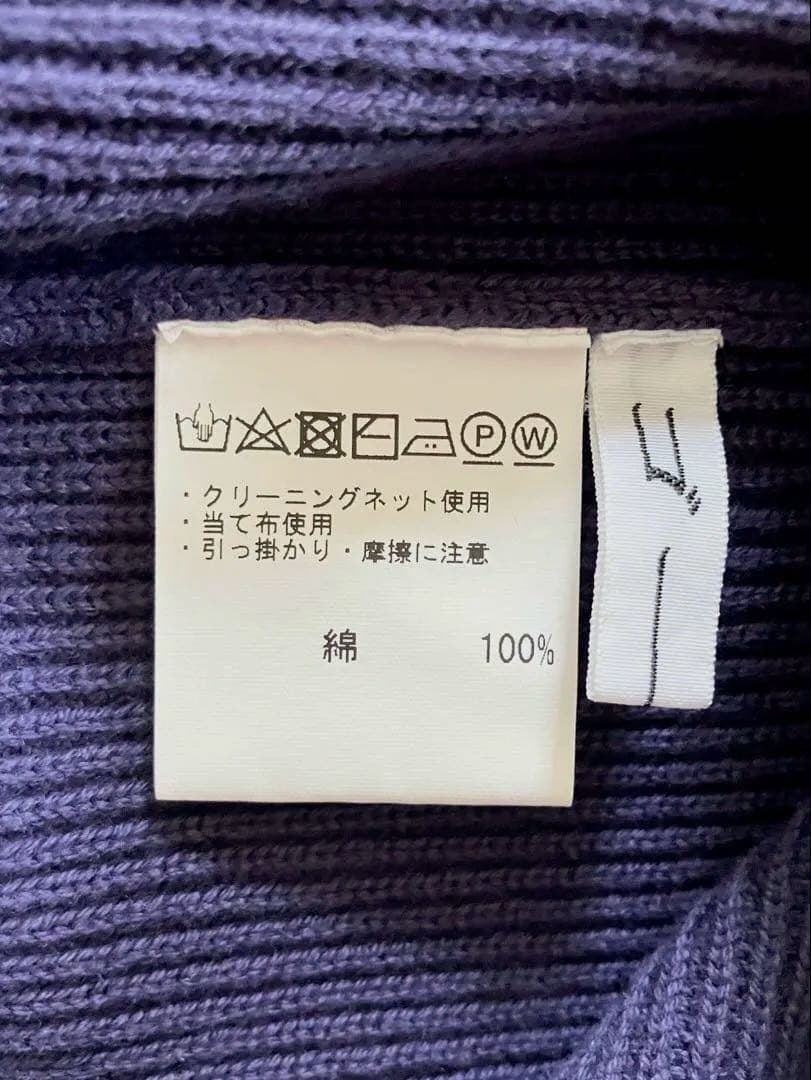 P W
・クリーニングネット使用
・当て布使用
・引っ掛かり・摩擦に注意
綿 100%